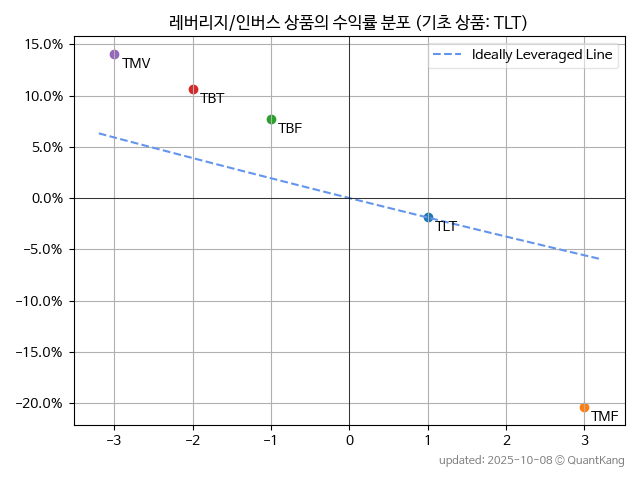 레버리지/인버스 상품의 수익률 분포 (기초 상품: TLT)
15.0%
10.0%
5.0%
0.0%
−5.0%
−10.0%
−15.0%
−20.0%
Ideally Leveraged Line
TMV
TBT
TBF
TLT
TMF
−3
−2
−1
0
1
2
3
updated: 2025-10-08 © QuantKang